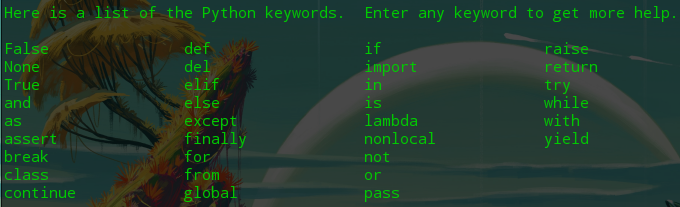 Here is a list of the Python keywords.  Enter any keyword to get more help.
False               def                 if                  raise
None                del                 import              return
True                elif                in                  try
and                 else                is                  while
as                  except              lambda              with
assert              finally             nonlocal            yield
break               for                 not
class               from                or
continue            global              pass